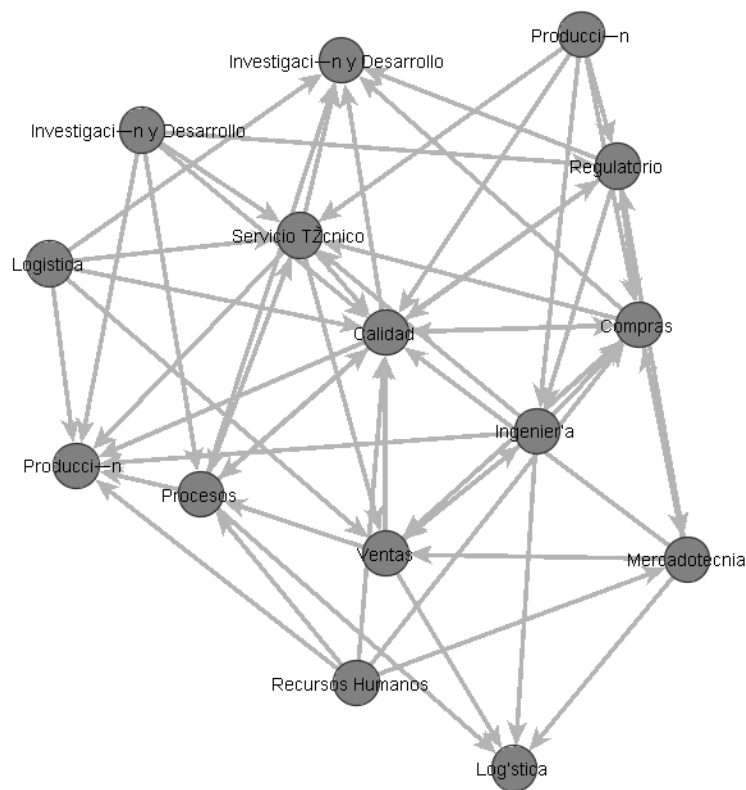 Producci—n
Investigaci—n y Desarrollo
Investigaci—n y Desarrollo
Regulatorio
Servicio TŽcnico
Logistica
Compras
Calidad
Ingenier'a
Producci—n
Procesos
Ventas
Mercadotecnia
Recursos Humanos
Log'stica